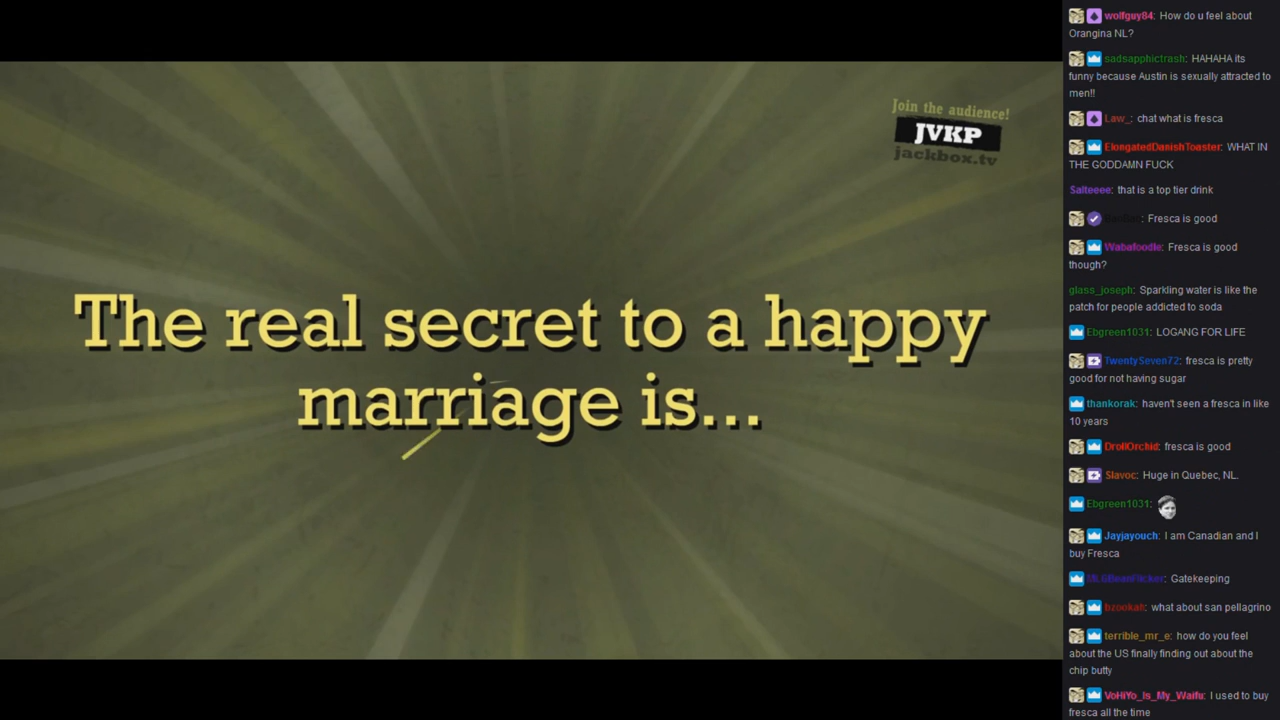 Join the audience!
JVKP
jackbox.tv
The real secret to a happy
marriage is...
wolfguy84: How do u feel about
Orangina NL?
sadsapphictrash: HAHAHA its
funny because Austin is sexually attracted to
men!!
Law_: chat what is fresca
ElongatedDanishToaster: WHAT IN
THE GODDAMN FUCK
Salteeee: that is a top tier drink
: Fresca is good
Wabafoodle: Fresca is good
though?
glass_joseph: Sparkling water is like the
patch for people addicted to soda
Ebgreen1031: LOGANG FOR LIFE
TwentySeven72: fresca is pretty
good for not having sugar
thankorak: haven't seen a fresca in like
10 years
DrollOrchid: fresca is good
Slavoc: Huge in Quebec, NL.
Ebgreen1031:
Jayjayouch: I am Canadian and I
buy Fresca
MLGBeanFlicker: Gatekeeping
bzookah: what about san pellagrino
terrible_mr_e: how do you feel
about the US finally finding out about the
chip butty
VoHiYo_Is_My_Waifu: I used to buy
fresca all the time